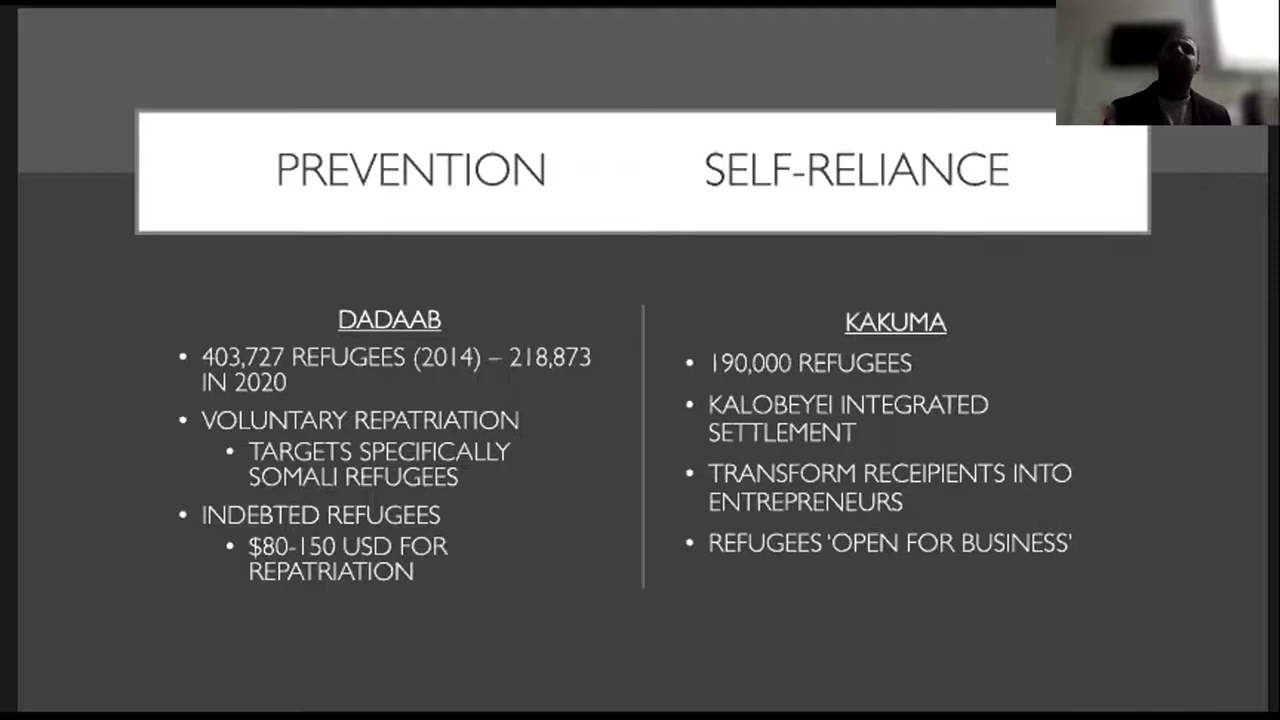 PREVENTION
SELF-RELIANCE
DADAAB
• 403,727 REFUGEES (2014) – 218,873
IN 2020
• VOLUNTARY REPATRIATION
• TARGETS SPECIFICALLY
SOMALI REFUGEES
• INDEBTED REFUGEES
• $80-150 USD FOR
REPATRIATION
KAKUMA
• 190,000 REFUGEES
• KALOBEYEI INTEGRATED
SETTLEMENT
• TRANSFORM RECEIPIENTS INTO
ENTREPRENEURS
• REFUGEES 'OPEN FOR BUSINESS'